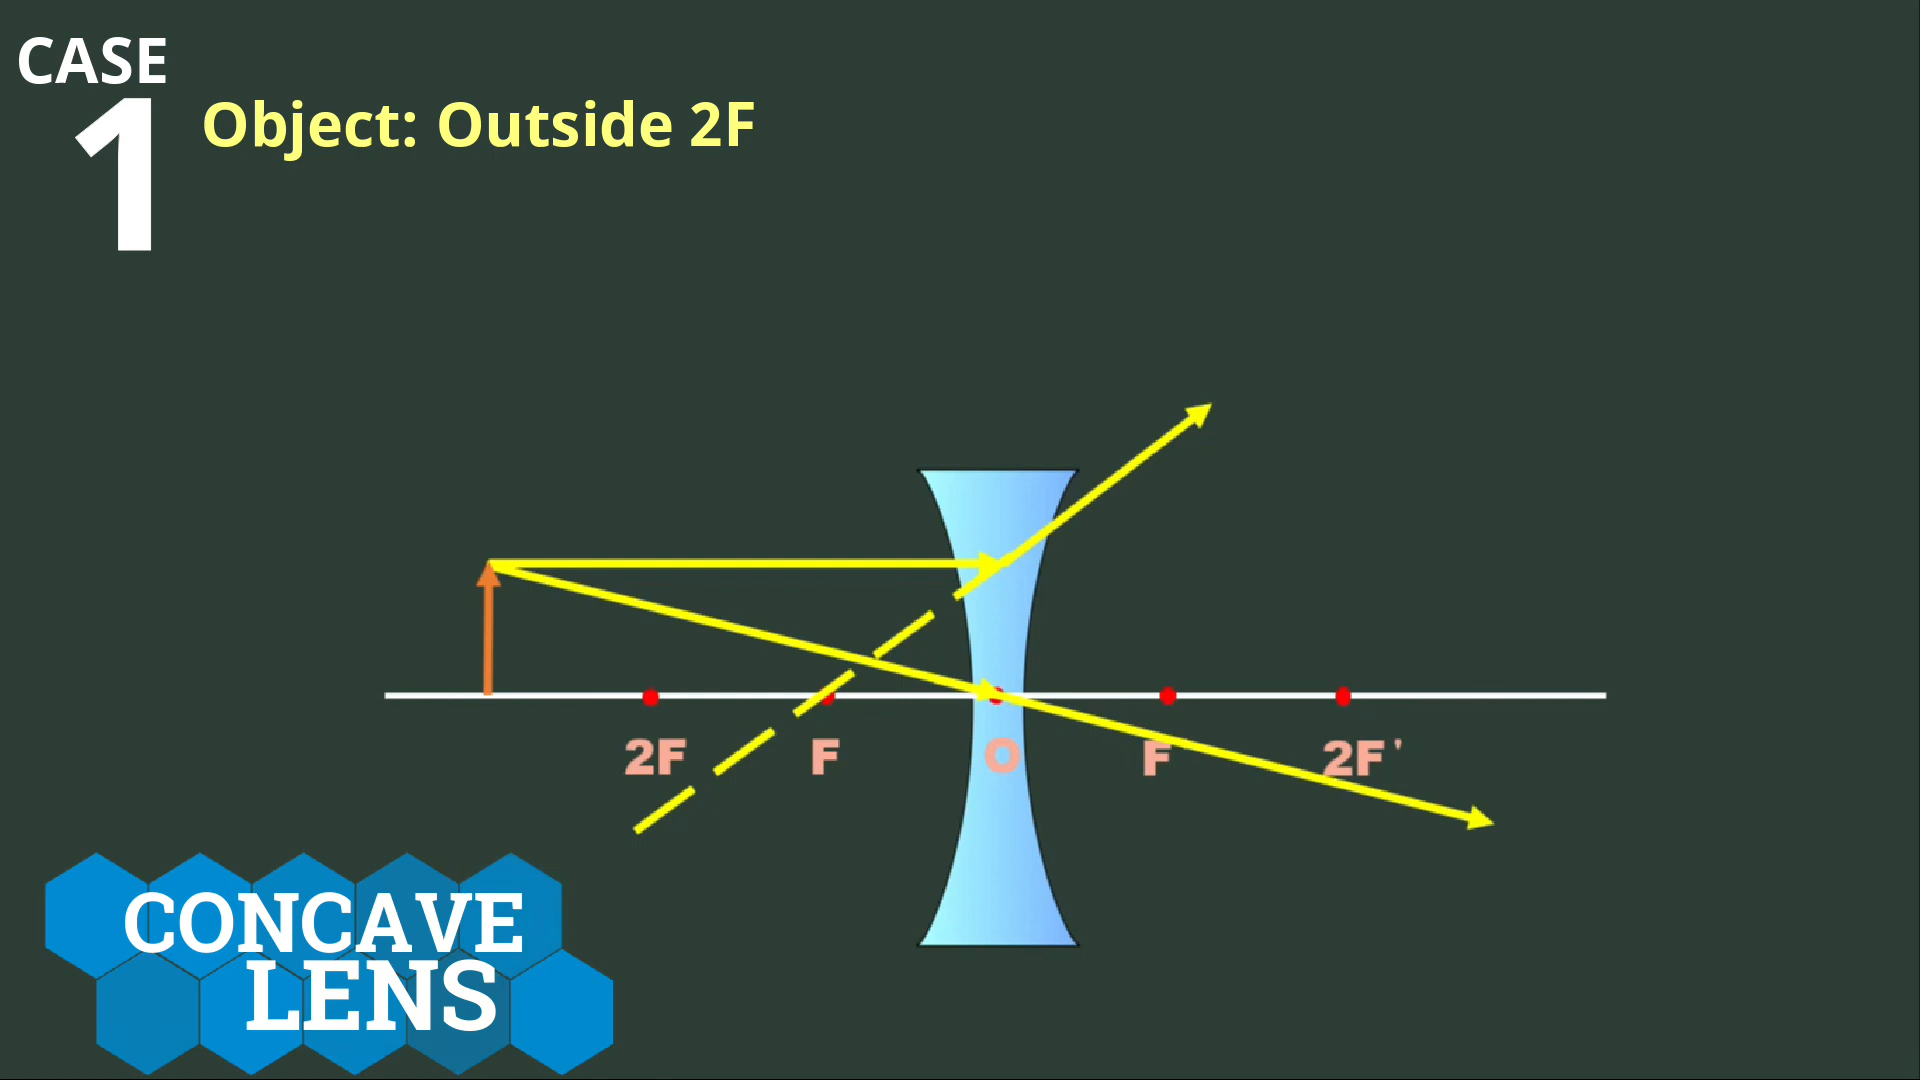 CASE
1
Object: Outside 2F
2F F O F 2F'
CONCAVE
LENS